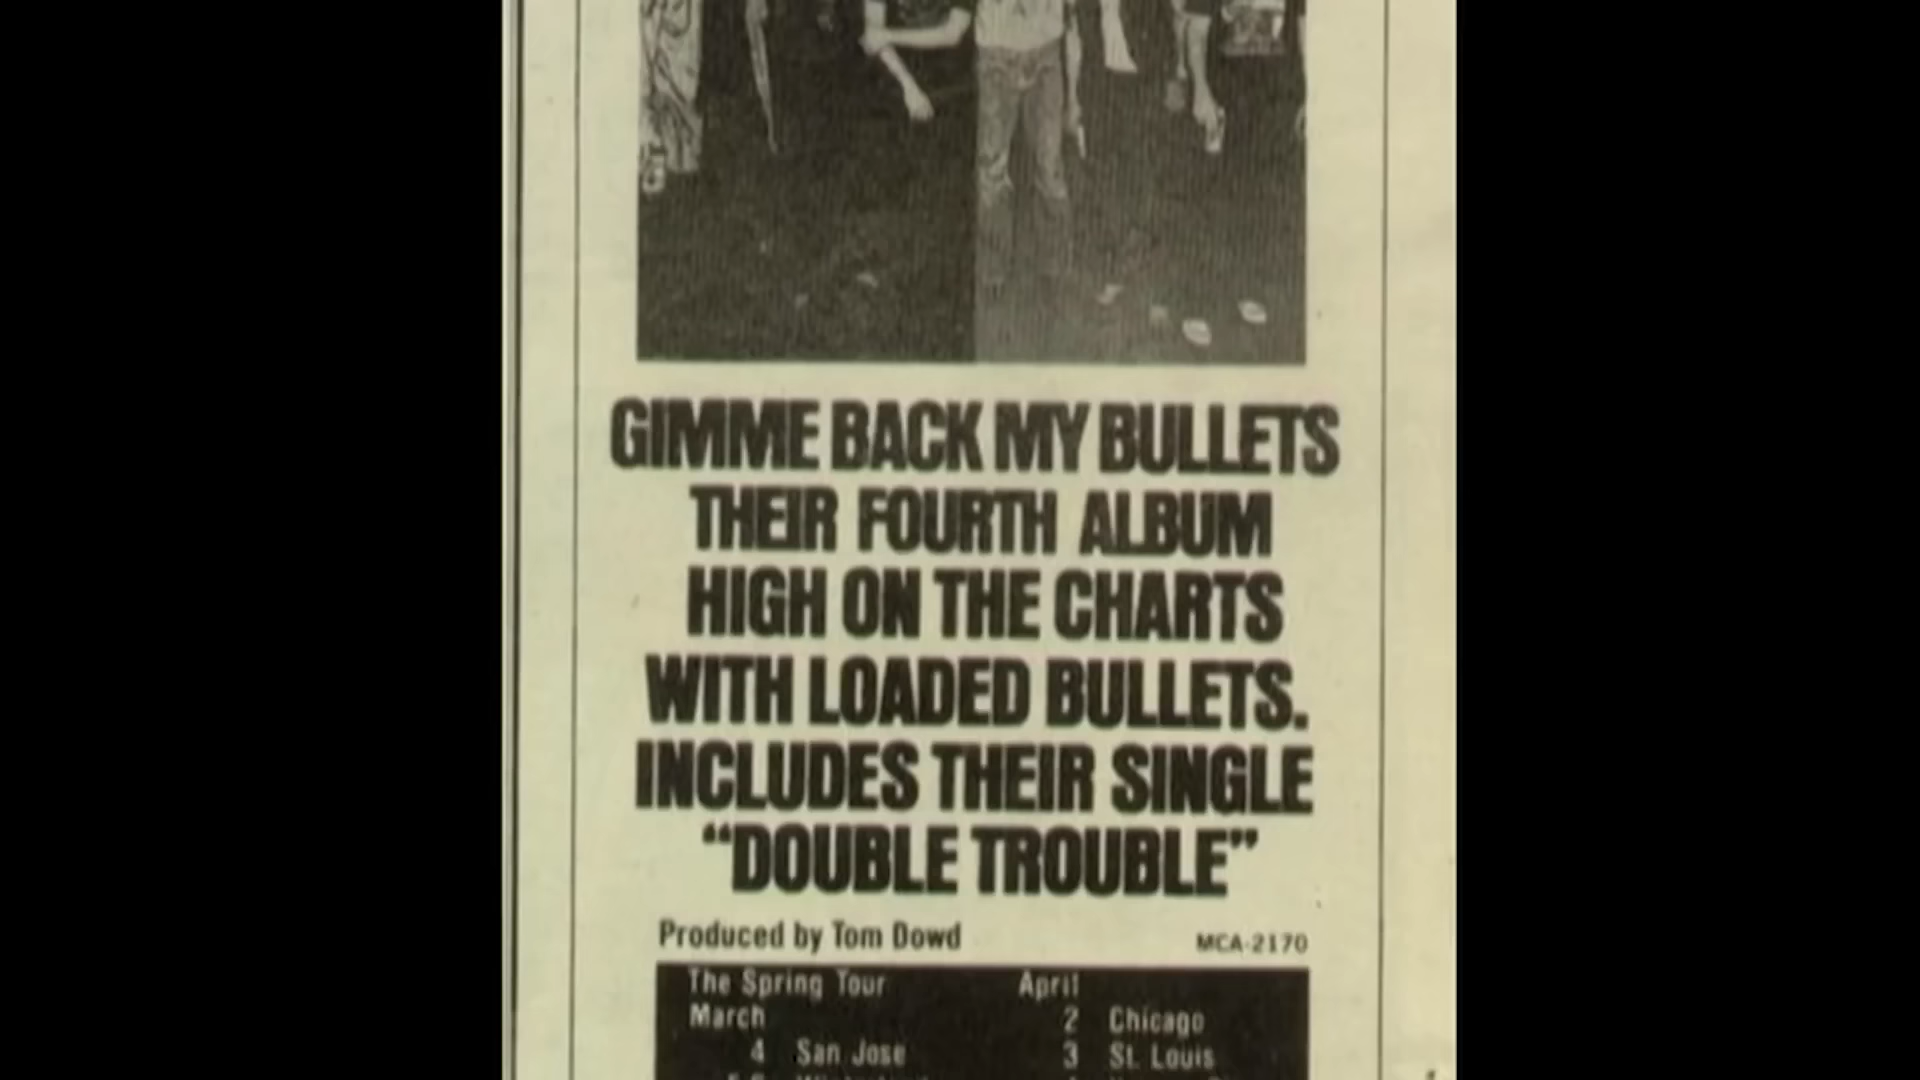 GIMME BACK MY BULLETS
THEIR FOURTH ALBUM
HIGH ON THE CHARTS
WITH LOADED BULLETS.
INCLUDES THEIR SINGLE
“DOUBLE TROUBLE”
Produced by Tom Dowd MCA-2170
The Spring Tour April
March 2 Chicago
4 San Jose 3 St. Louis